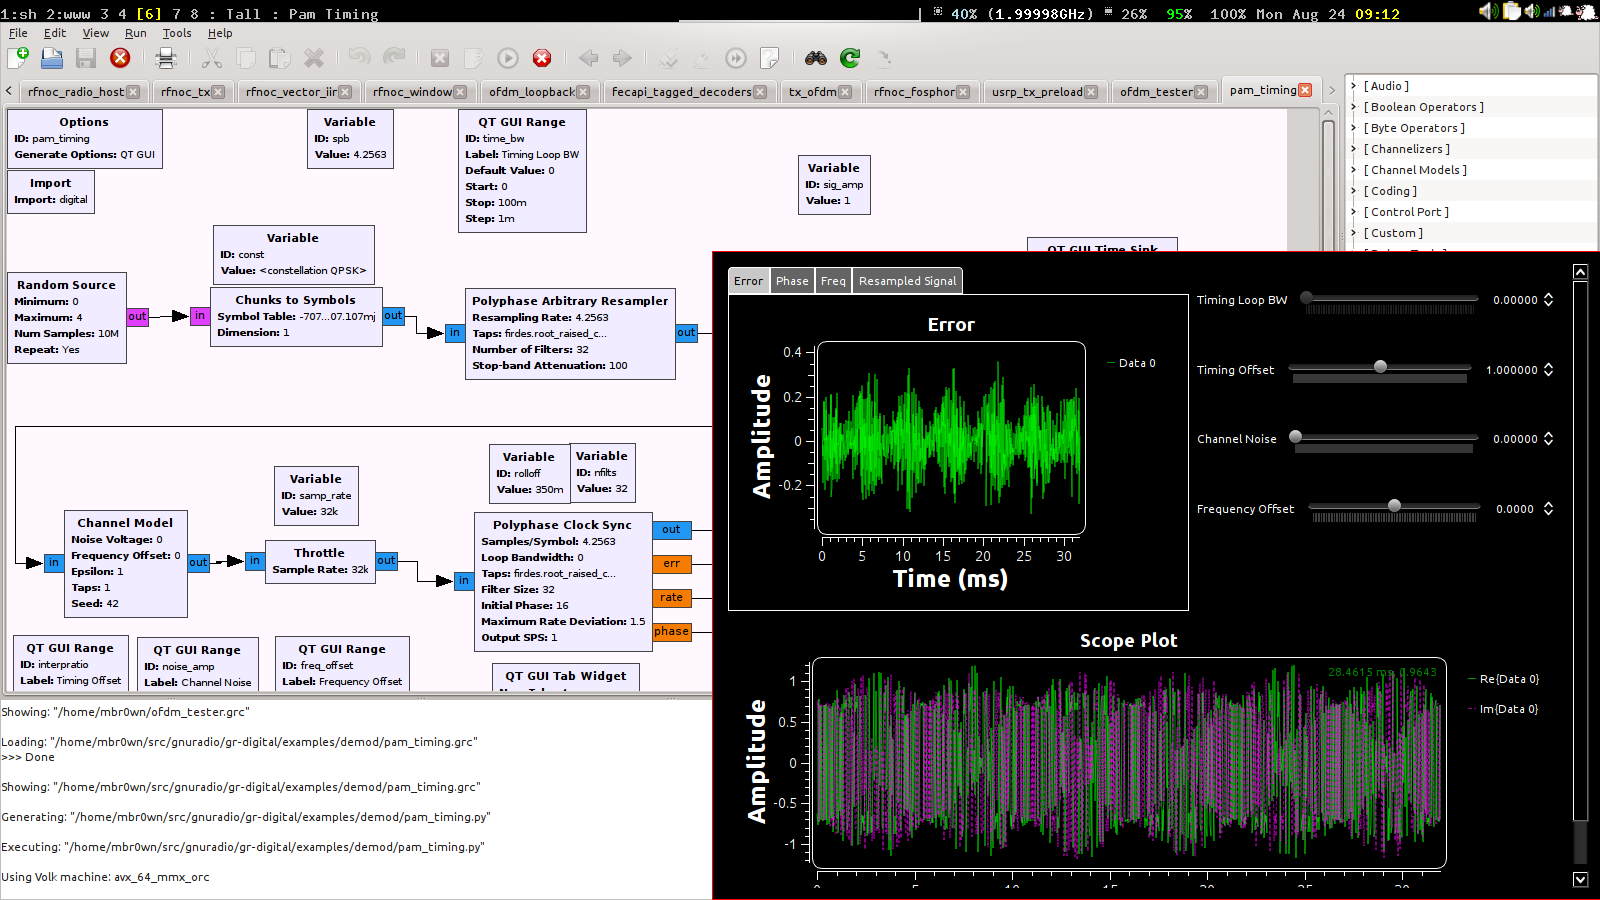 1:sh 2:www 3 4 [6] 7 8 : Tall : Pam Timing
40% (1.99998GHz) 26% 95% 100% Mon Aug 24 09:12
File Edit View Run Tools Help
rfnoc_radio_host rfnoc_tx rfnoc_vector_iir rfnoc_window ofdm_loopback fecapi_tagged_decoders tx_ofdm rfnoc_fosphor usrp_tx_preload ofdm_tester pam_timing
[ Audio ]
[ Boolean Operators ]
[ Byte Operators ]
[ Channelizers ]
[ Channel Models ]
[ Coding ]
[ Control Port ]
[ Custom ]
Options
ID: pam_timing
Generate Options: QT GUI
Import
Import: digital
Variable
ID: spb
Value: 4.2563
QT GUI Range
ID: time_bw
Label: Timing Loop BW
Default Value: 0
Start: 0
Stop: 100m
Step: 1m
Variable
ID: sig_amp
Value: 1
QT GUI Time Sink
Variable
ID: const
Value: <constellation QPSK>
Random Source
Minimum: 0
Maximum: 4
Num Samples: 10M
Repeat: Yes
out
in
Chunks to Symbols
Symbol Table: -707...07.107mj
Dimension: 1
out
in
Polyphase Arbitrary Resampler
Resampling Rate: 4.2563
Taps: firdes.root_raised_c...
Number of Filters: 32
Stop-band Attenuation: 100
out
Variable
ID: samp_rate
Value: 32k
Variable
ID: rolloff
Value: 350m
Variable
ID: nfilts
Value: 32
in
Channel Model
Noise Voltage: 0
Frequency Offset: 0
Epsilon: 1
Taps: 1
Seed: 42
out
in
Throttle
Sample Rate: 32k
out
in
Polyphase Clock Sync
Samples/Symbol: 4.2563
Loop Bandwidth: 0
Taps: firdes.root_raised_c...
Filter Size: 32
Initial Phase: 16
Maximum Rate Deviation: 1.5
Output SPS: 1
out
err
rate
phase
QT GUI Range
ID: interpratio
Label: Timing Offset
QT GUI Range
ID: noise_amp
Label: Channel Noise
QT GUI Range
ID: freq_offset
Label: Frequency Offset
QT GUI Tab Widget
Showing: "/home/mbr0wn/ofdm_tester.grc"
Loading: "/home/mbr0wn/src/gnuradio/gr-digital/examples/demod/pam_timing.grc"
>>> Done
Showing: "/home/mbr0wn/src/gnuradio/gr-digital/examples/demod/pam_timing.grc"
Generating: "/home/mbr0wn/src/gnuradio/gr-digital/examples/demod/pam_timing.py"
Executing: "/home/mbr0wn/src/gnuradio/gr-digital/examples/demod/pam_timing.py"
Using Volk machine: avx_64_mmx_orc
Error Phase Freq Resampled Signal
Error
Amplitude
0.4
0.2
0
-0.2
0 5 10 15 20 25 30
Time (ms)
Data 0
Timing Loop BW 0.00000
Timing Offset 1.000000
Channel Noise 0.00000
Frequency Offset 0.0000
Scope Plot
Amplitude
1
0.5
0
-0.5
-1
0 5 10 15 20 25 30
28.4615 ms, 0.9643
Re{Data 0}
Im{Data 0}